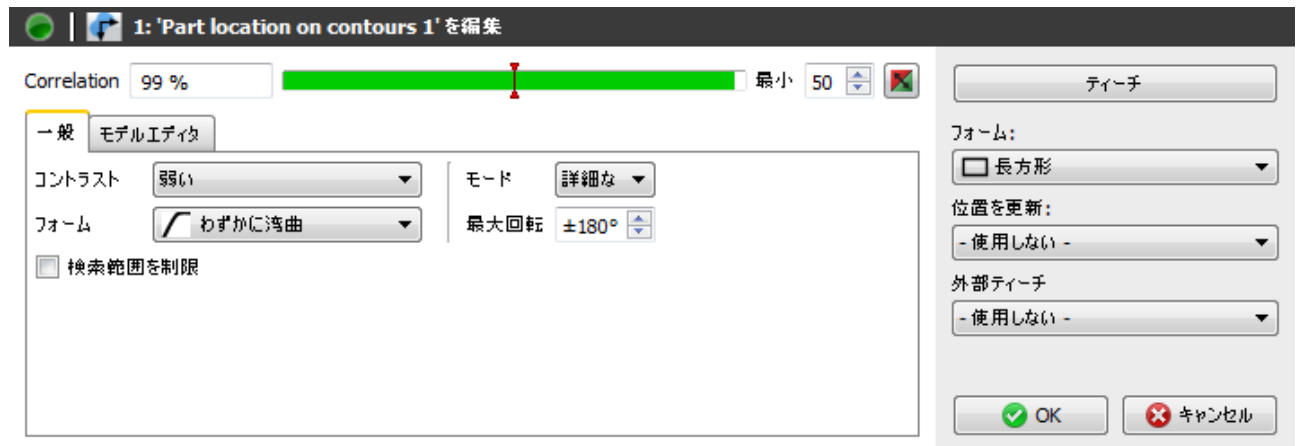 1: 'Part location on contours 1'を編集
Correlation 99 % 最小 50
一般 モデルエディタ
コントラスト 弱い モード 詳細な
フォーム わずかに湾曲 最大回転 ±180°
検索範囲を制限
ティーチ
フォーム:
長方形
位置を更新:
- 使用しない -
外部ティーチ
- 使用しない -
OK キャンセル